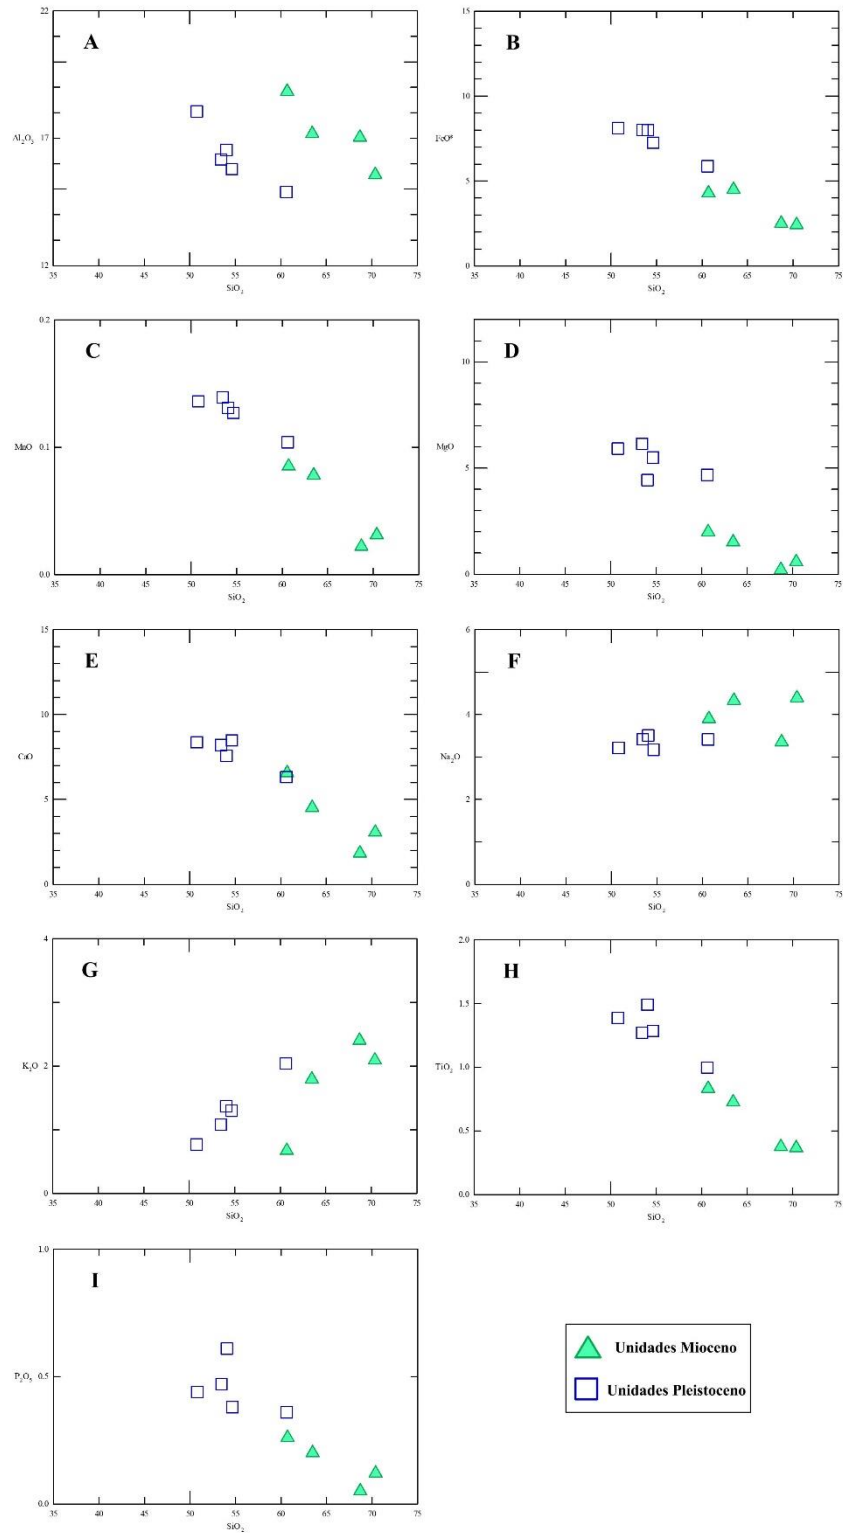 22
A
Al2O3 17
12
35 40 45 50 55 60 65 70 75
SiO2
15
B
10
FeO*
5
0
35 40 45 50 55 60 65 70 75
SiO2
0.2
C
MnO 0.1
0.0
35 40 45 50 55 60 65 70 75
SiO2
D
10
MgO
5
0
35 40 45 50 55 60 65 70 75
SiO2
15
E
10
CaO
5
0
35 40 45 50 55 60 65 70 75
SiO2
6
F
4
Na2O
2
0
35 40 45 50 55 60 65 70 75
SiO2
4
G
K2O 2
0
35 40 45 50 55 60 65 70 75
SiO2
2.0
H
1.5
TiO2 1.0
0.5
0.0
35 40 45 50 55 60 65 70 75
SiO2
1.0
I
P2O5 0.5
0.0
35 40 45 50 55 60 65 70 75
SiO2
Unidades Mioceno
Unidades Pleistoceno